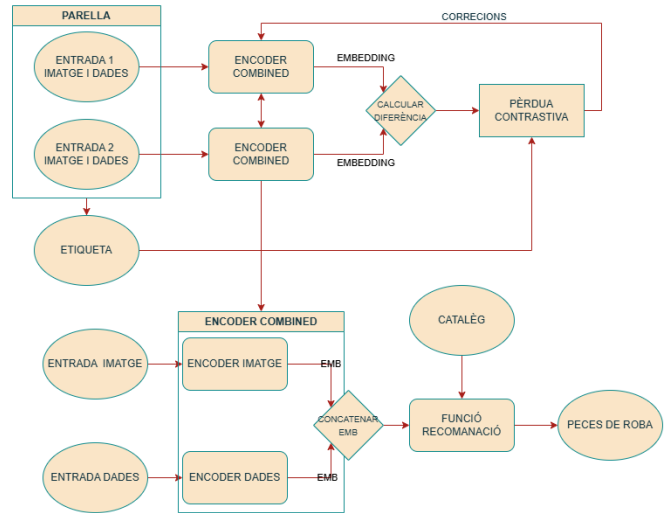 PARELLA
CORRECIONS
ENTRADA 1
IMATGE I DADES
ENCODER
COMBINED
EMBEDDING
CALCULAR
DIFERÈNCIA
PÈRDUA
CONTRASTIVA
ENTRADA 2
IMATGE I DADES
ENCODER
COMBINED
EMBEDDING
ETIQUETA
ENCODER COMBINED
CATALÈG
ENTRADA IMATGE
ENCODER IMATGE
EMB
CONCATENAR
EMB
FUNCIÓ
RECOMANACIÓ
PECES DE ROBA
ENTRADA DADES
ENCODER DADES
EMB